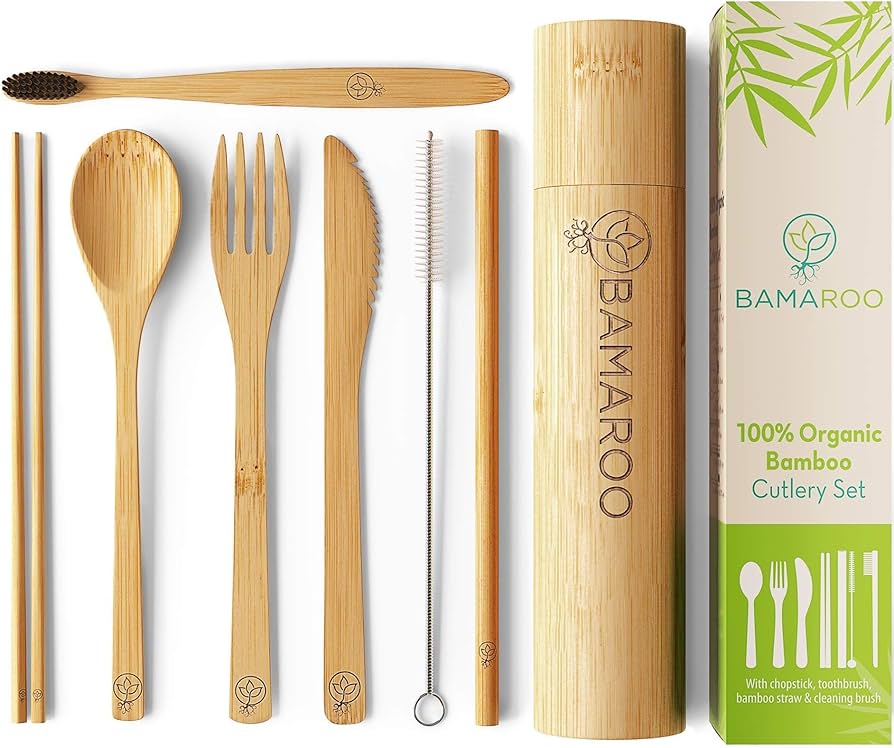 BAMAROO
BAMAROO
100% Organic
Bamboo
Cutlery Set
With chopstick, toothbrush,
bamboo straw & cleaning brush